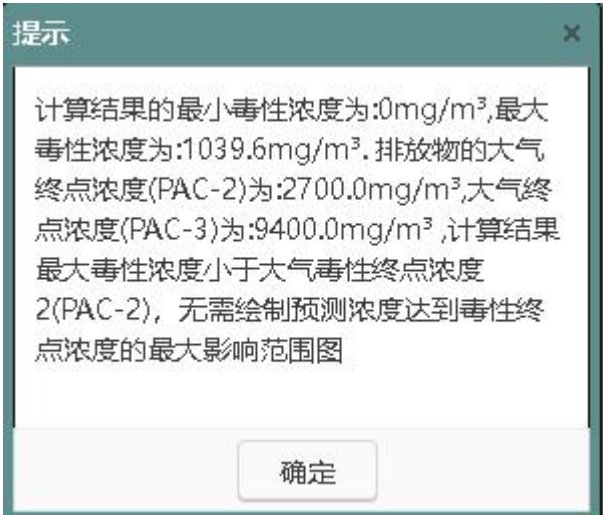 提示
×
计算结果的最小毒性浓度为:0mg/m³,最大
毒性浓度为:1039.6mg/m³. 排放物的大气
终点浓度(PAC-2)为:2700.0mg/m³,大气终
点浓度(PAC-3)为:9400.0mg/m³ ,计算结果
最大毒性浓度小于大气毒性终点浓度
2(PAC-2)，无需绘制预测浓度达到毒性终
点浓度的最大影响范围图
确定